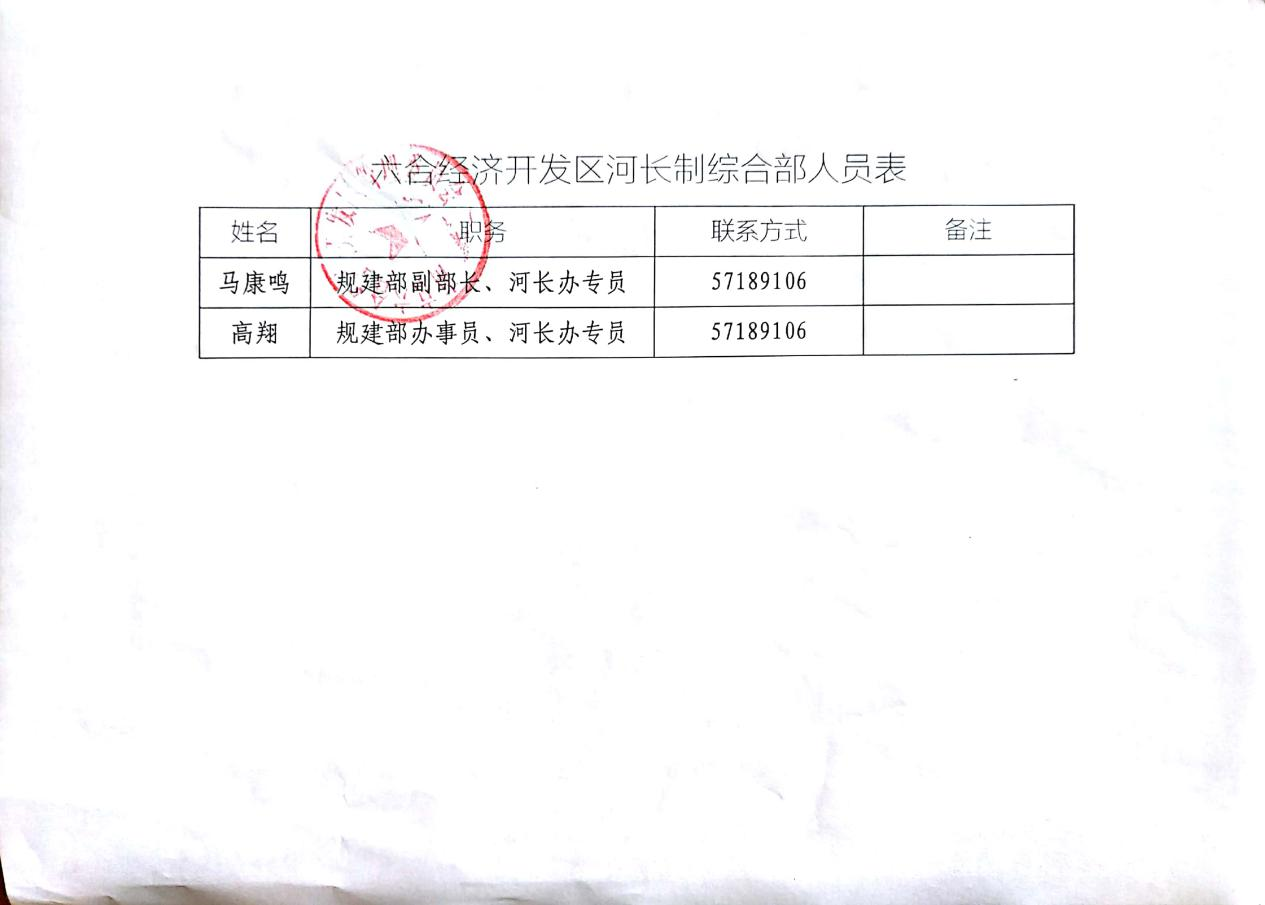 六合经济开发区河长制综合部人员表
姓名 职务 联系方式 备注
马康鸣 规建部副部长、河长办专员 57189106
高翔 规建部办事员、河长办专员 57189106